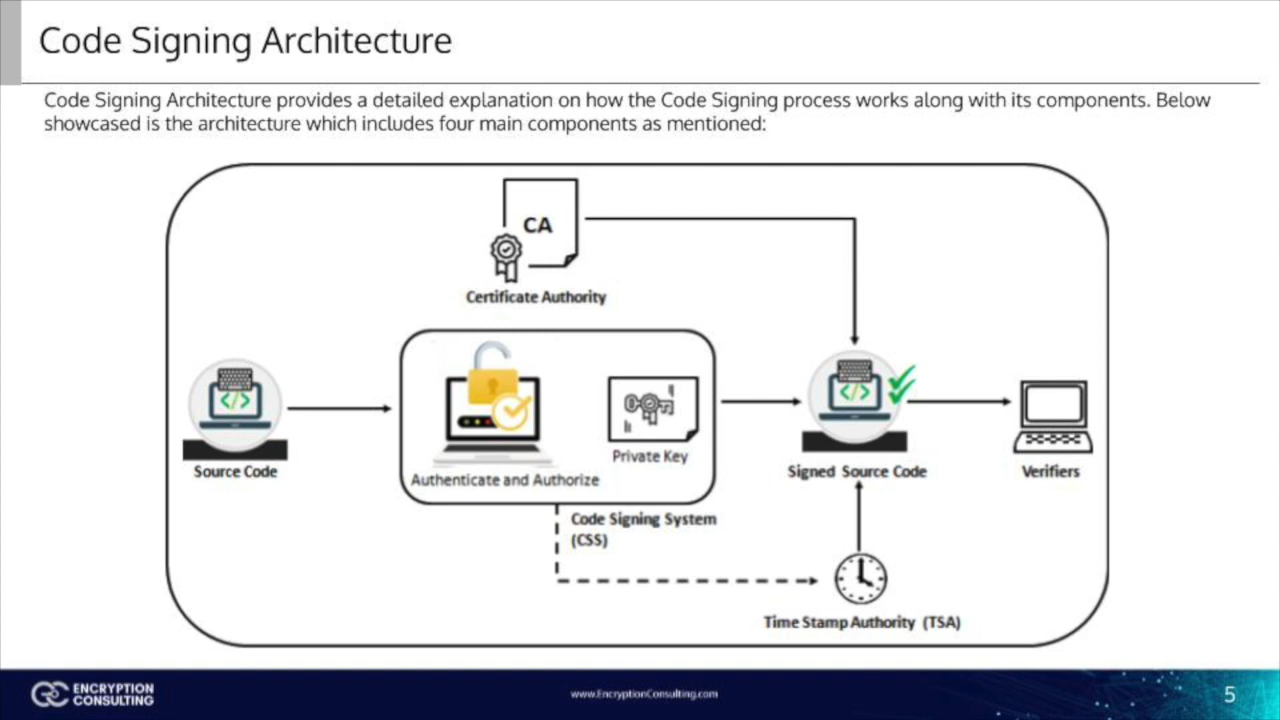 Code Signing Architecture
Code Signing Architecture provides a detailed explanation on how the Code Signing process works along with its components. Below
showcased is the architecture which includes four main components as mentioned:
CA
Certificate Authority
</>
Source Code
Authenticate and Authorize
Private Key
Code Signing System
(CSS)
</>
Signed Source Code
Verifiers
Time Stamp Authority (TSA)
ENCRYPTION
CONSULTING
www.EncryptionConsulting.com
5